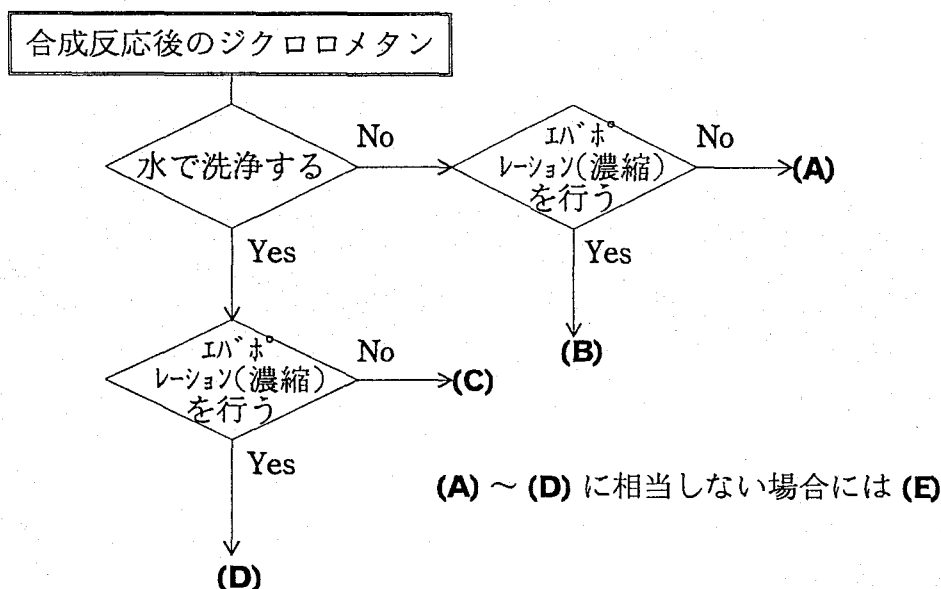 合成反応後のジクロロメタン
水で洗浄する
No
エバポ
レーション(濃縮)
を行う
No
(A)
Yes
Yes
(B)
エバポ
レーション(濃縮)
を行う
No
(C)
Yes
(A) ～ (D) に相当しない場合には (E)
(D)